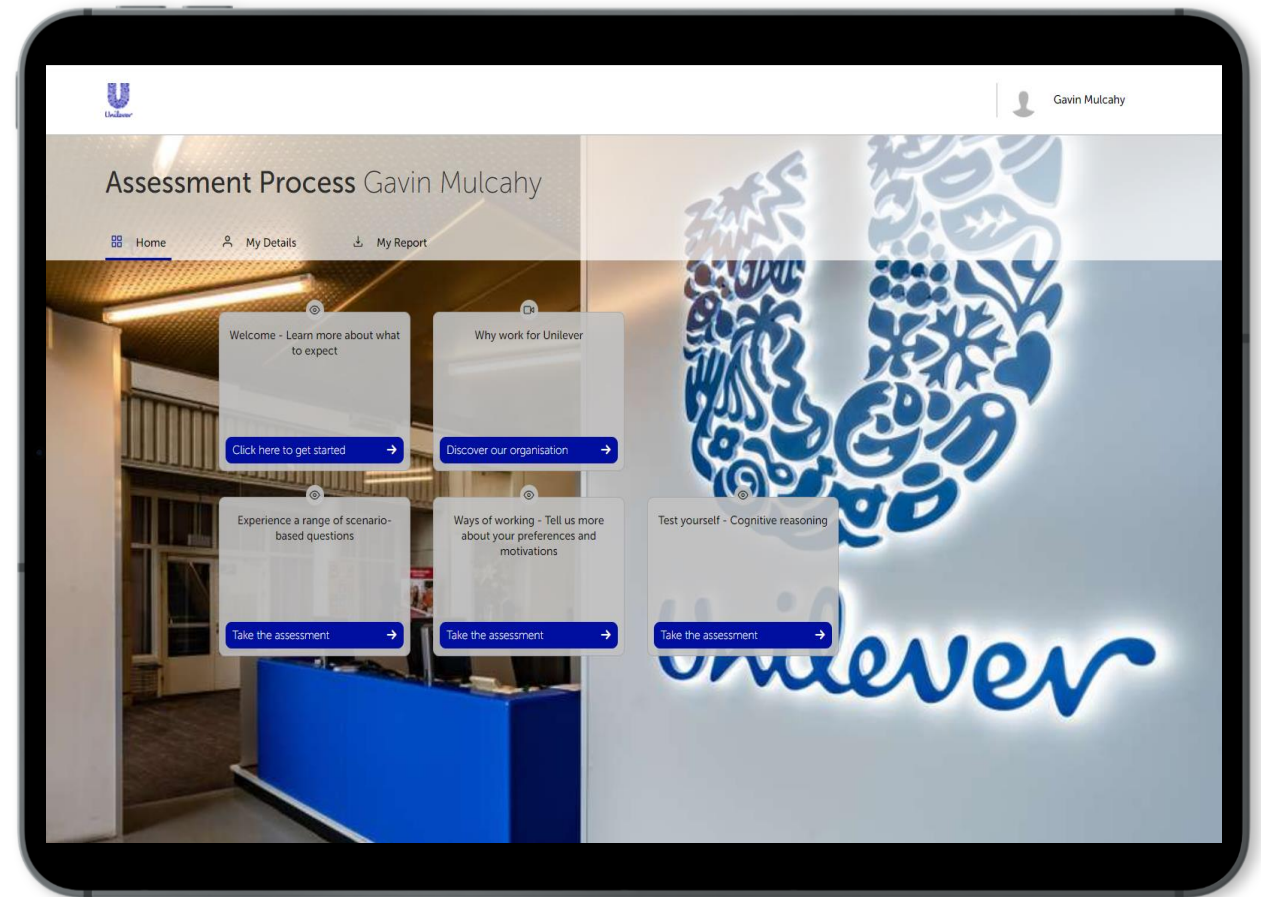 Unilever
Gavin Mulcahy
Assessment Process Gavin Mulcahy
Home
My Details
My Report
Welcome - Learn more about what
to expect
Click here to get started
Why work for Unilever
Discover our organisation
Experience a range of scenario-
based questions
Take the assessment
Ways of working - Tell us more
about your preferences and
motivations
Take the assessment
Test yourself - Cognitive reasoning
Take the assessment
Unilever